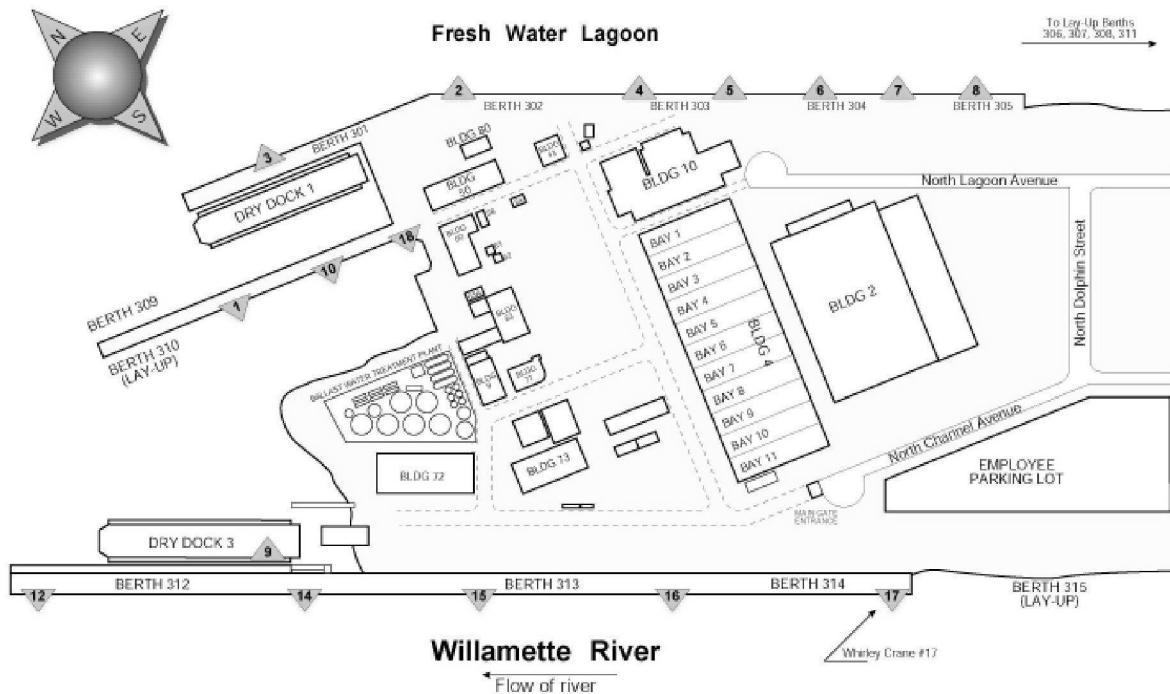 N
E
W
S
Fresh Water Lagoon
To Lay-Up Berths
306, 307, 308, 311
2
4
5
6
7
8
BERTH 302
BERTH 303
BERTH 304
BERTH 305
3
BERTH 301
DRY DOCK 1
BLDG 80
BLDG
BLDG
BLDG 10
North Lagoon Avenue
North Dolphin Street
18
10
1
BERTH 309
BERTH 310
(LAY-UP)
BLDG
BLDG
BLDG
BLDG
BAY 1
BAY 2
BAY 3
BAY 4
BAY 5
BAY 6
BAY 7
BAY 8
BAY 9
BAY 10
BAY 11
BLDG 4
BLDG 2
BALLAST WATER TREATMENT PLANT
BLDG 72
BLDG 73
North Channel Avenue
EMPLOYEE
PARKING LOT
MAIN GATE
ENTRANCE
DRY DOCK 3
9
BERTH 312
BERTH 313
BERTH 314
BERTH 315
(LAY-UP)
12
14
15
16
17
Whirley Crane #17
Willamette River
Flow of river